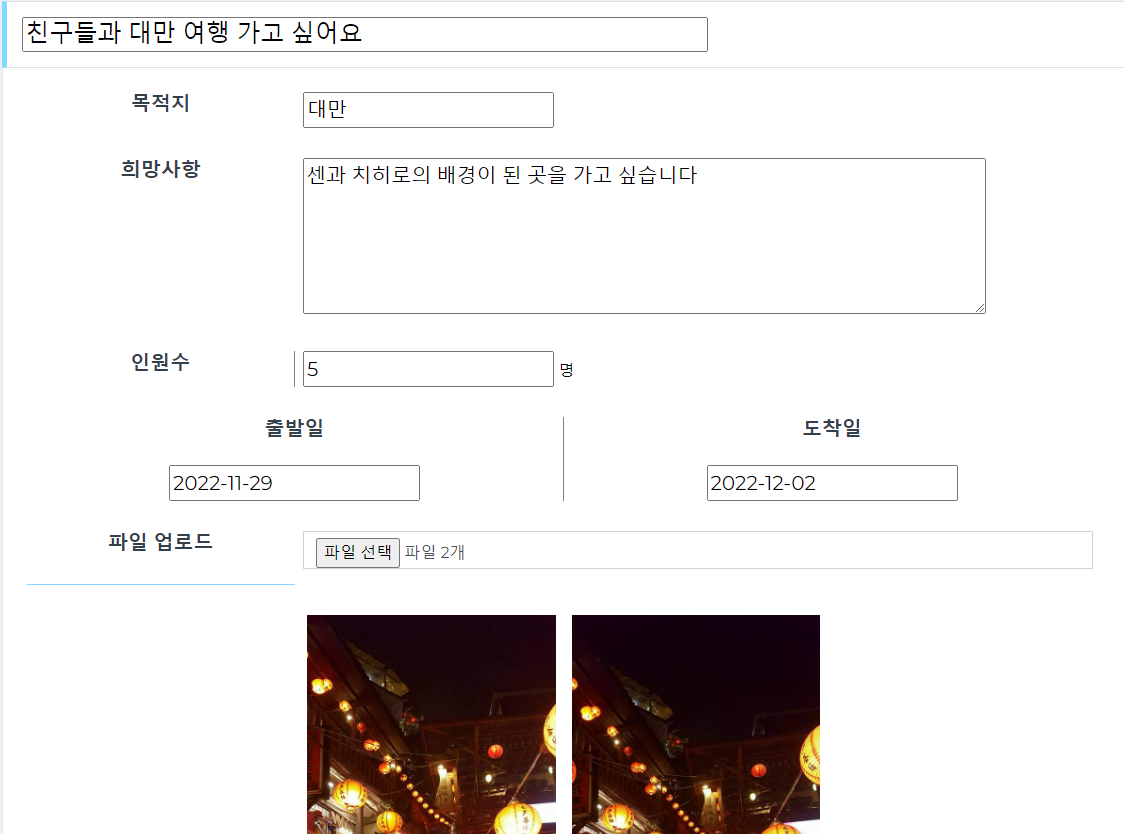 친구들과 대만 여행 가고 싶어요
목적지
대만
희망사항
센과 치히로의 배경이 된 곳을 가고 싶습니다
인원수
5 명
출발일
도착일
2022-11-29
2022-12-02
파일 업로드
파일 선택 파일 2개